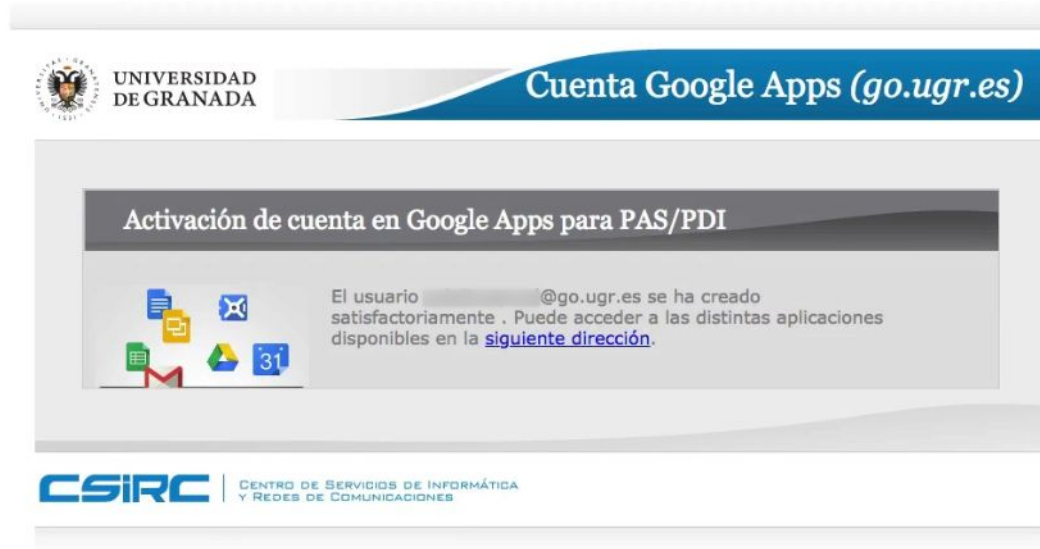 UNIVERSIDAD
DE GRANADA
· 1531 ·
Cuenta Google Apps (go.ugr.es)
Activación de cuenta en Google Apps para PAS/PDI
El usuario @go.ugr.es se ha creado
satisfactoriamente . Puede acceder a las distintas aplicaciones
disponibles en la siguiente dirección.
31
CSIRC
CENTRO DE SERVICIOS DE INFORMÁTICA
Y REDES DE COMUNICACIONES